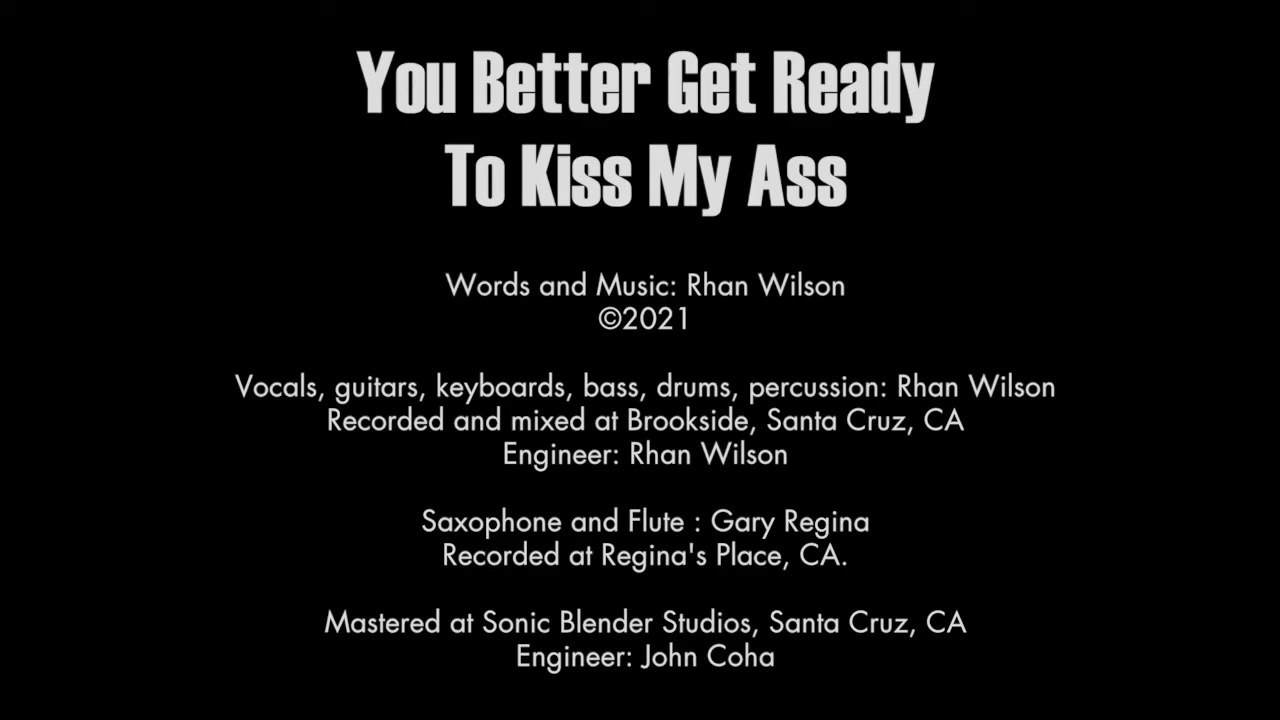 You Better Get Ready
To Kiss My Ass
Words and Music: Rhan Wilson
©2021
Vocals, guitars, keyboards, bass, drums, percussion: Rhan Wilson
Recorded and mixed at Brookside, Santa Cruz, CA
Engineer: Rhan Wilson
Saxophone and Flute : Gary Regina
Recorded at Regina's Place, CA.
Mastered at Sonic Blender Studios, Santa Cruz, CA
Engineer: John Coha